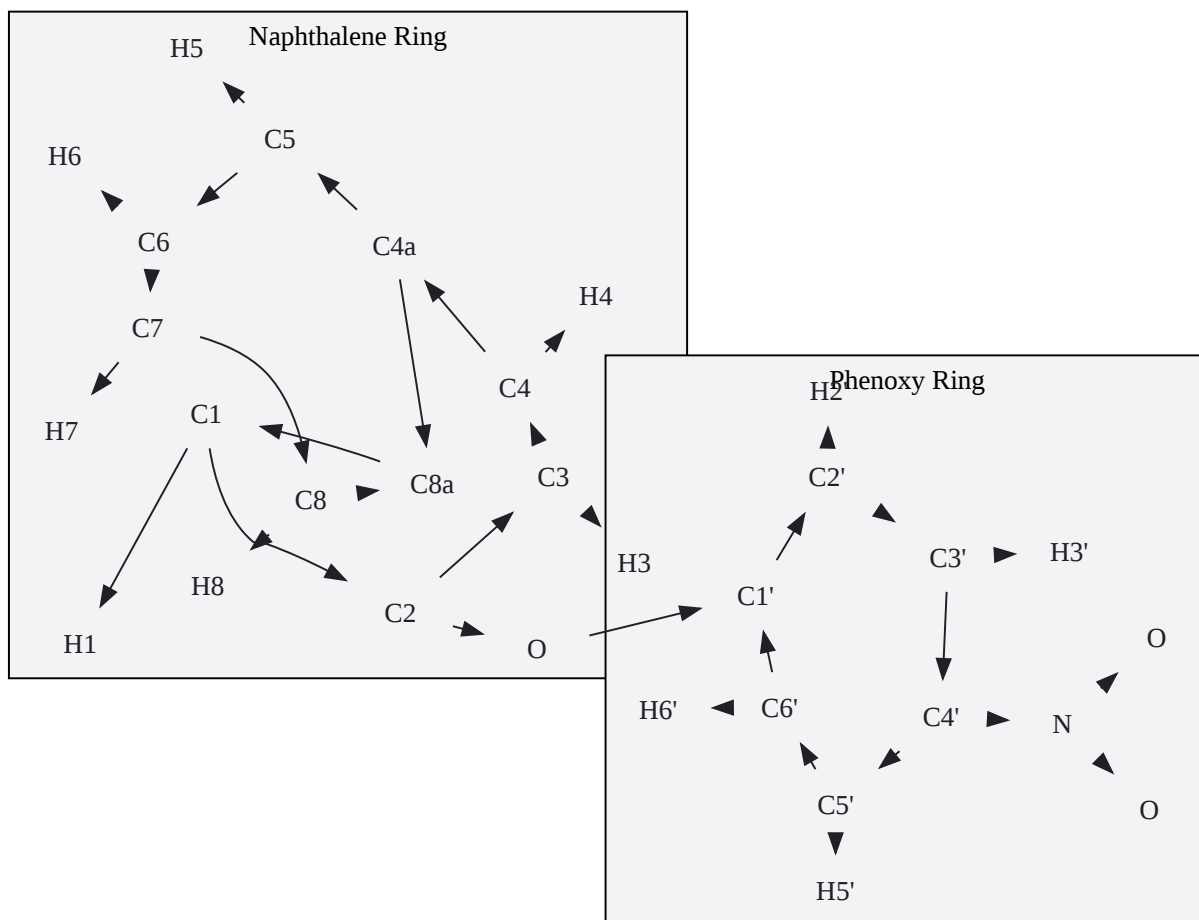 Naphthalene Ring
H5
C5
H6
C6
C4a
H4
C7
C4
C1
H7
C8
C8a
C3
H3
H8
C2
H1
O
Phenoxy Ring
H2'
C2'
C3'
H3'
C1'
O
H6'
C6'
C4'
N
C5'
O
H5'